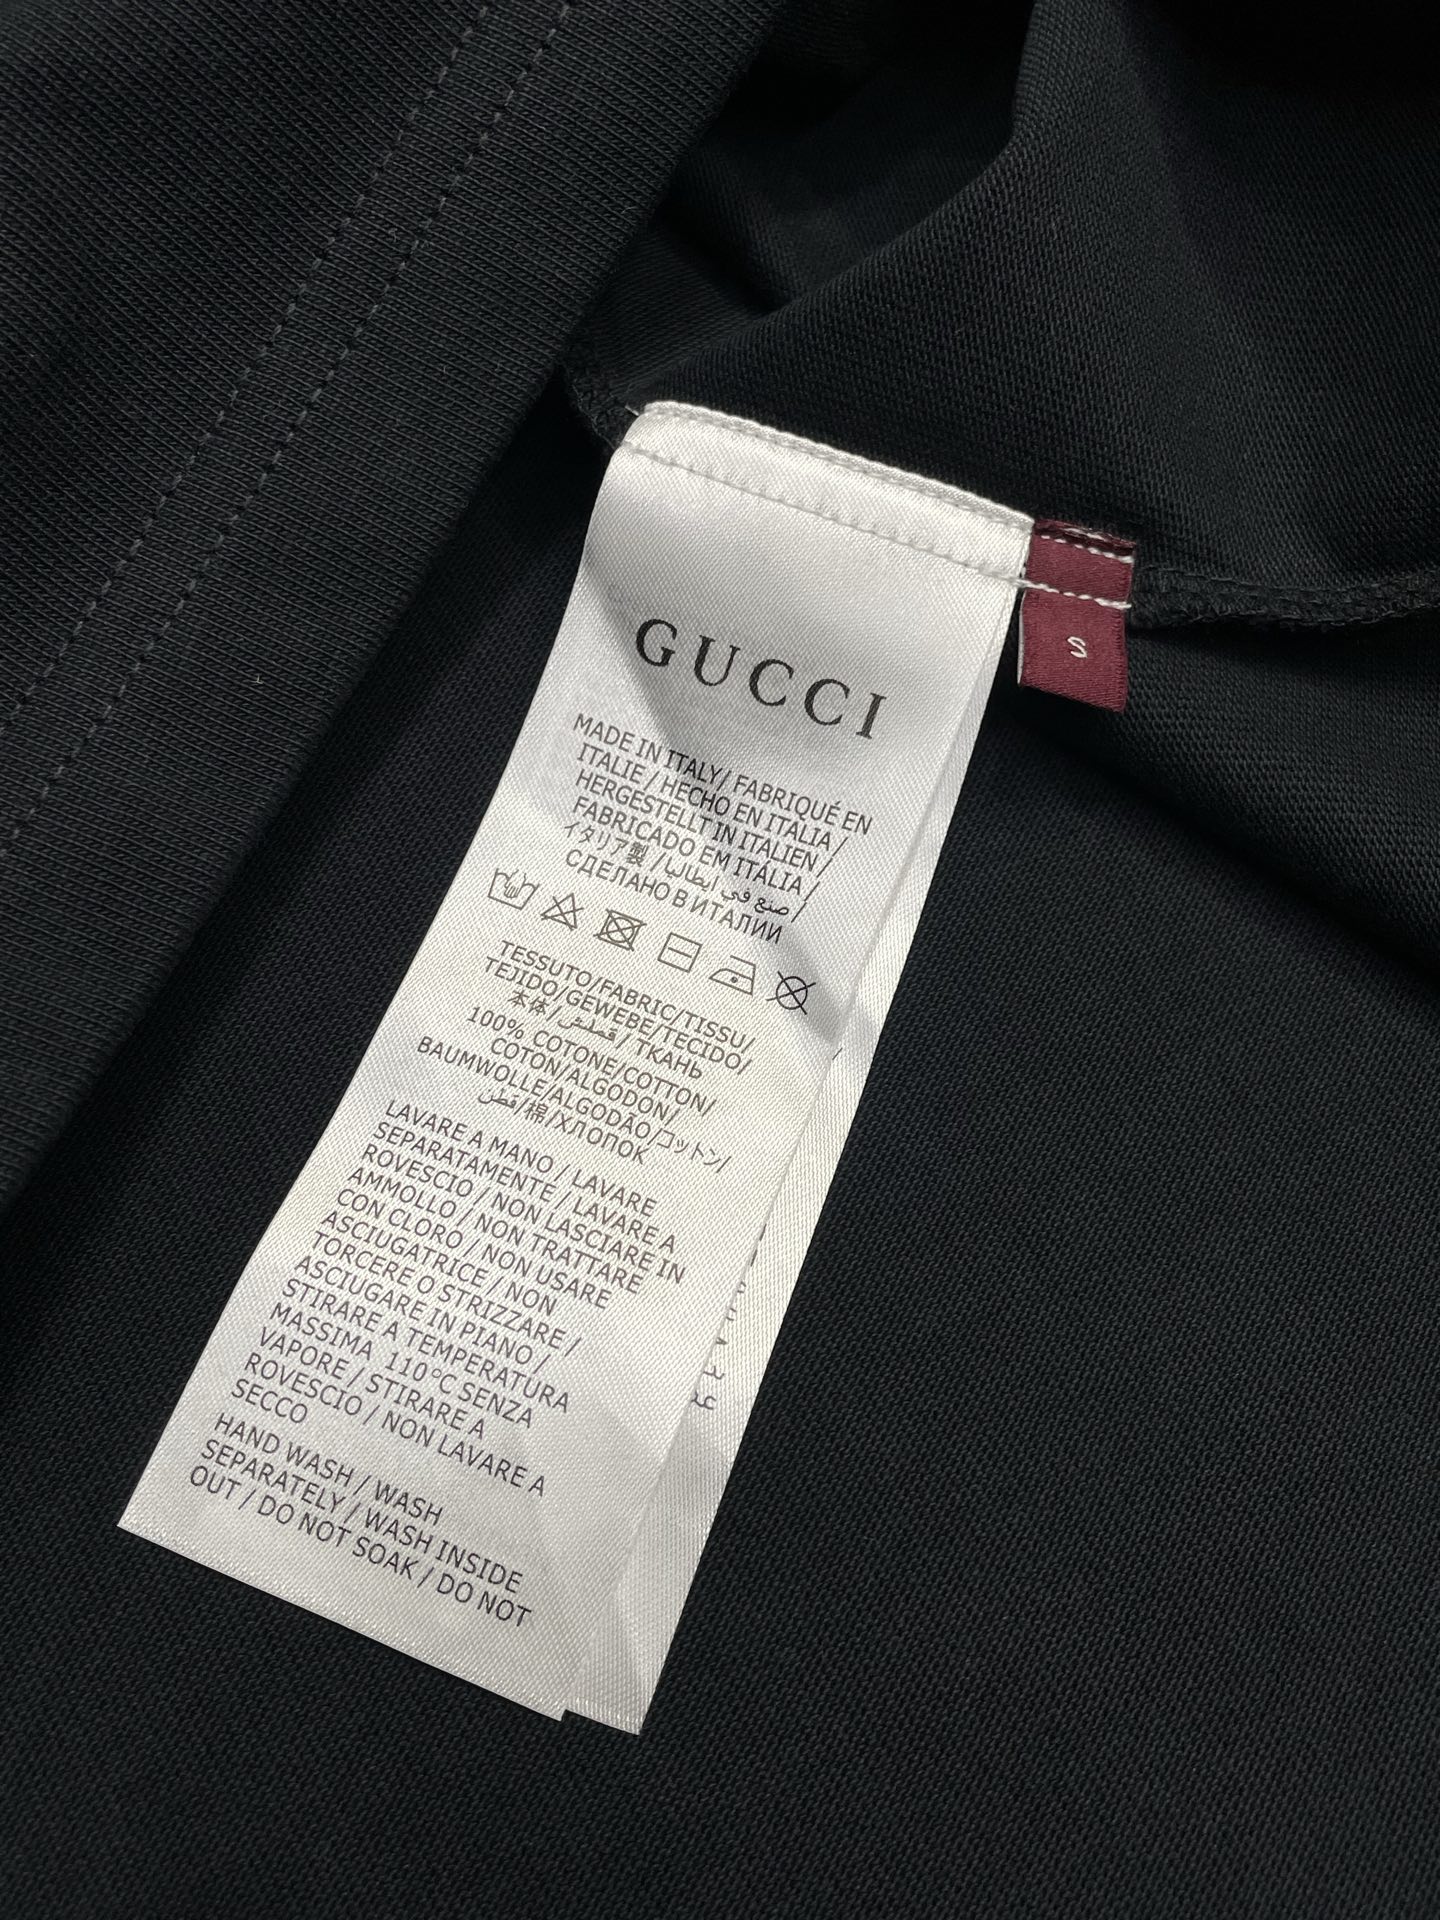 GUCCI
S
MADE IN ITALY/ FABRIQUÉ EN
ITALIE / HECHO EN ITALIA /
HERGESTELLT IN ITALIEN /
FABRICADO EM ITÁLIA /
イタリア製 / صنع في ايطاليا /
СДЕЛАНО В ИТАЛИИ
TESSUTO/FABRIC/TISSU/
TEJIDO/GEWEBE/TECIDO/
本体/قطنش/ ТКАНЬ
100% COTONE/COTTON/
COTON/ALGODON/
BAUMWOLLE/ALGODÃO/コットン/
قطن/棉/ХЛОПОК
LAVARE A MANO / LAVARE
SEPARATAMENTE / LAVARE A
ROVESCIO / NON LASCIARE IN
AMMOLLO / NON TRATTARE
CON CLORO / NON USARE
ASCIUGATRICE / NON
TORCERE O STRIZZARE /
ASCIUGARE IN PIANO /
STIRARE A TEMPERATURA
MASSIMA 110°C SENZA
VAPORE / STIRARE A
ROVESCIO / NON LAVARE A
SECCO
HAND WASH / WASH
SEPARATELY / WASH INSIDE
OUT / DO NOT SOAK / DO NOT